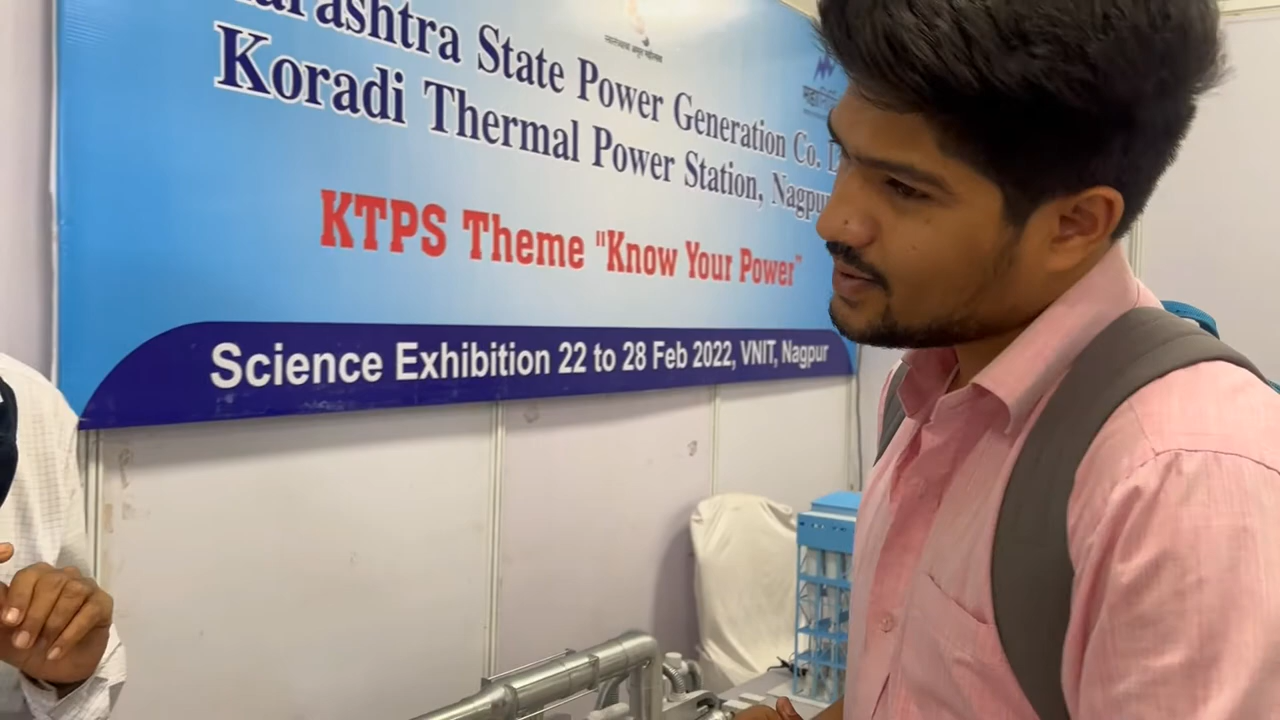 State Power Generation Co.
Koradi Thermal Power Station,
KTPS Theme "Know Your Power"
Science Exhibition 22 to 28 Feb 2022, VNIT, Nagpur